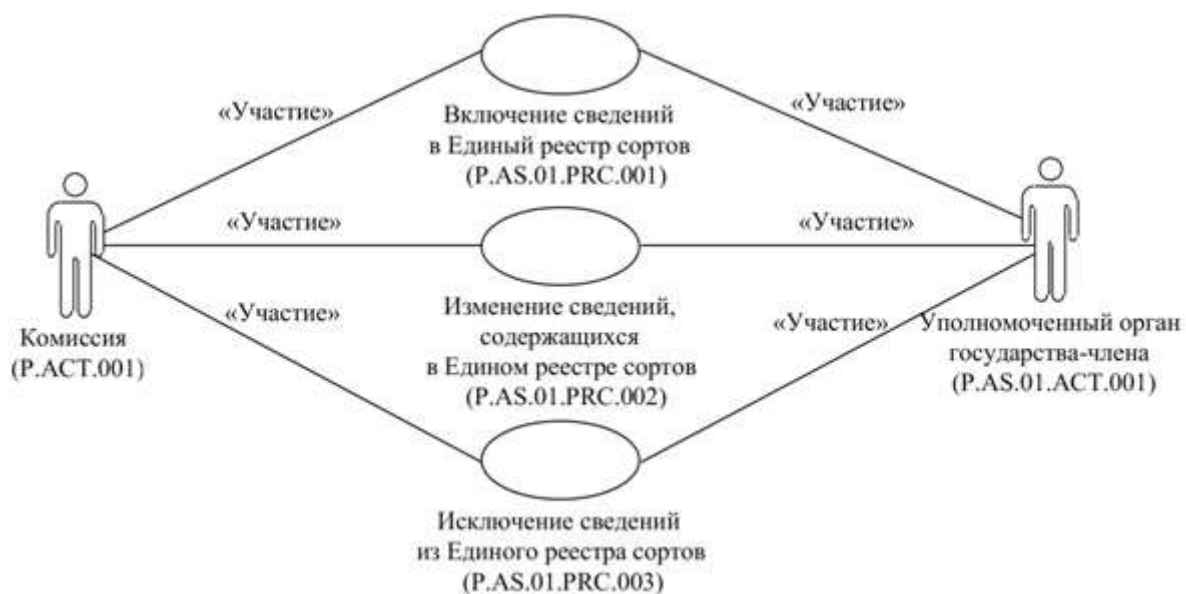 «Участие»
«Участие»
Включение сведений
в Единый реестр сортов
(P.AS.01.PRC.001)
«Участие»
«Участие»
Изменение сведений,
содержащихся
в Едином реестре сортов
(P.AS.01.PRC.002)
«Участие»
«Участие»
Комиссия
(P.ACT.001)
Уполномоченный орган
государства-члена
(P.AS.01.ACT.001)
Исключение сведений
из Единого реестра сортов
(P.AS.01.PRC.003)